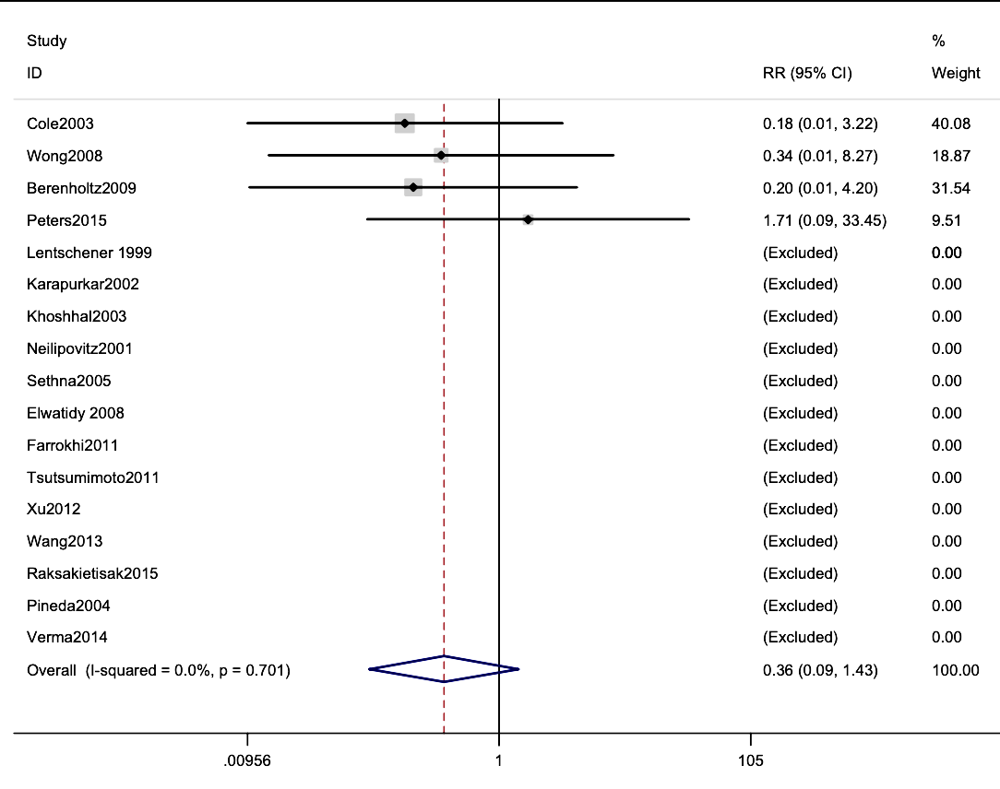 Study %
ID RR (95% CI) Weight
Cole2003 0.18 (0.01, 3.22) 40.08
Wong2008 0.34 (0.01, 8.27) 18.87
Berenholtz2009 0.20 (0.01, 4.20) 31.54
Peters2015 1.71 (0.09, 33.45) 9.51
Lentschener 1999 (Excluded) 0.00
Karapurkar2002 (Excluded) 0.00
Khoshhal2003 (Excluded) 0.00
Neilipovitz2001 (Excluded) 0.00
Sethna2005 (Excluded) 0.00
Elwatidy 2008 (Excluded) 0.00
Farrokhi2011 (Excluded) 0.00
Tsutsumimoto2011 (Excluded) 0.00
Xu2012 (Excluded) 0.00
Wang2013 (Excluded) 0.00
Raksakietisak2015 (Excluded) 0.00
Pineda2004 (Excluded) 0.00
Verma2014 (Excluded) 0.00
Overall (I-squared = 0.0%, p = 0.701) 0.36 (0.09, 1.43) 100.00
.00956 1 105